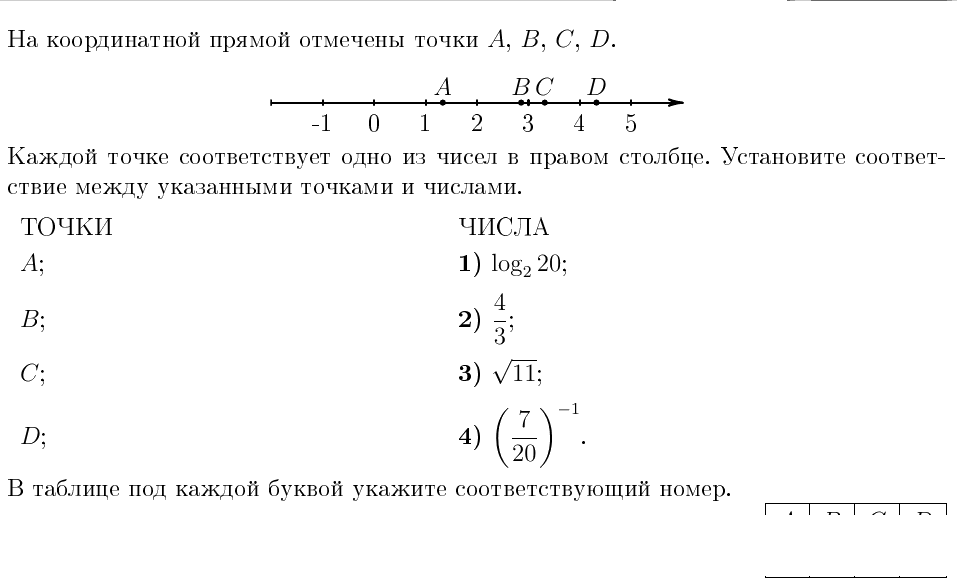 На координатной прямой отмечены точки A, B, C, D.
A B C D
-1 0 1 2 3 4 5
Каждой точке соответствует одно из чисел в правом столбце. Установите соответ-
ствие между указанными точками и числами.
ТОЧКИ ЧИСЛА
A; 1) log₂ 20;
B; 2) 4/3;
C; 3) √11;
D; 4) (7/20)⁻¹.
В таблице под каждой буквой укажите соответствующий номер.